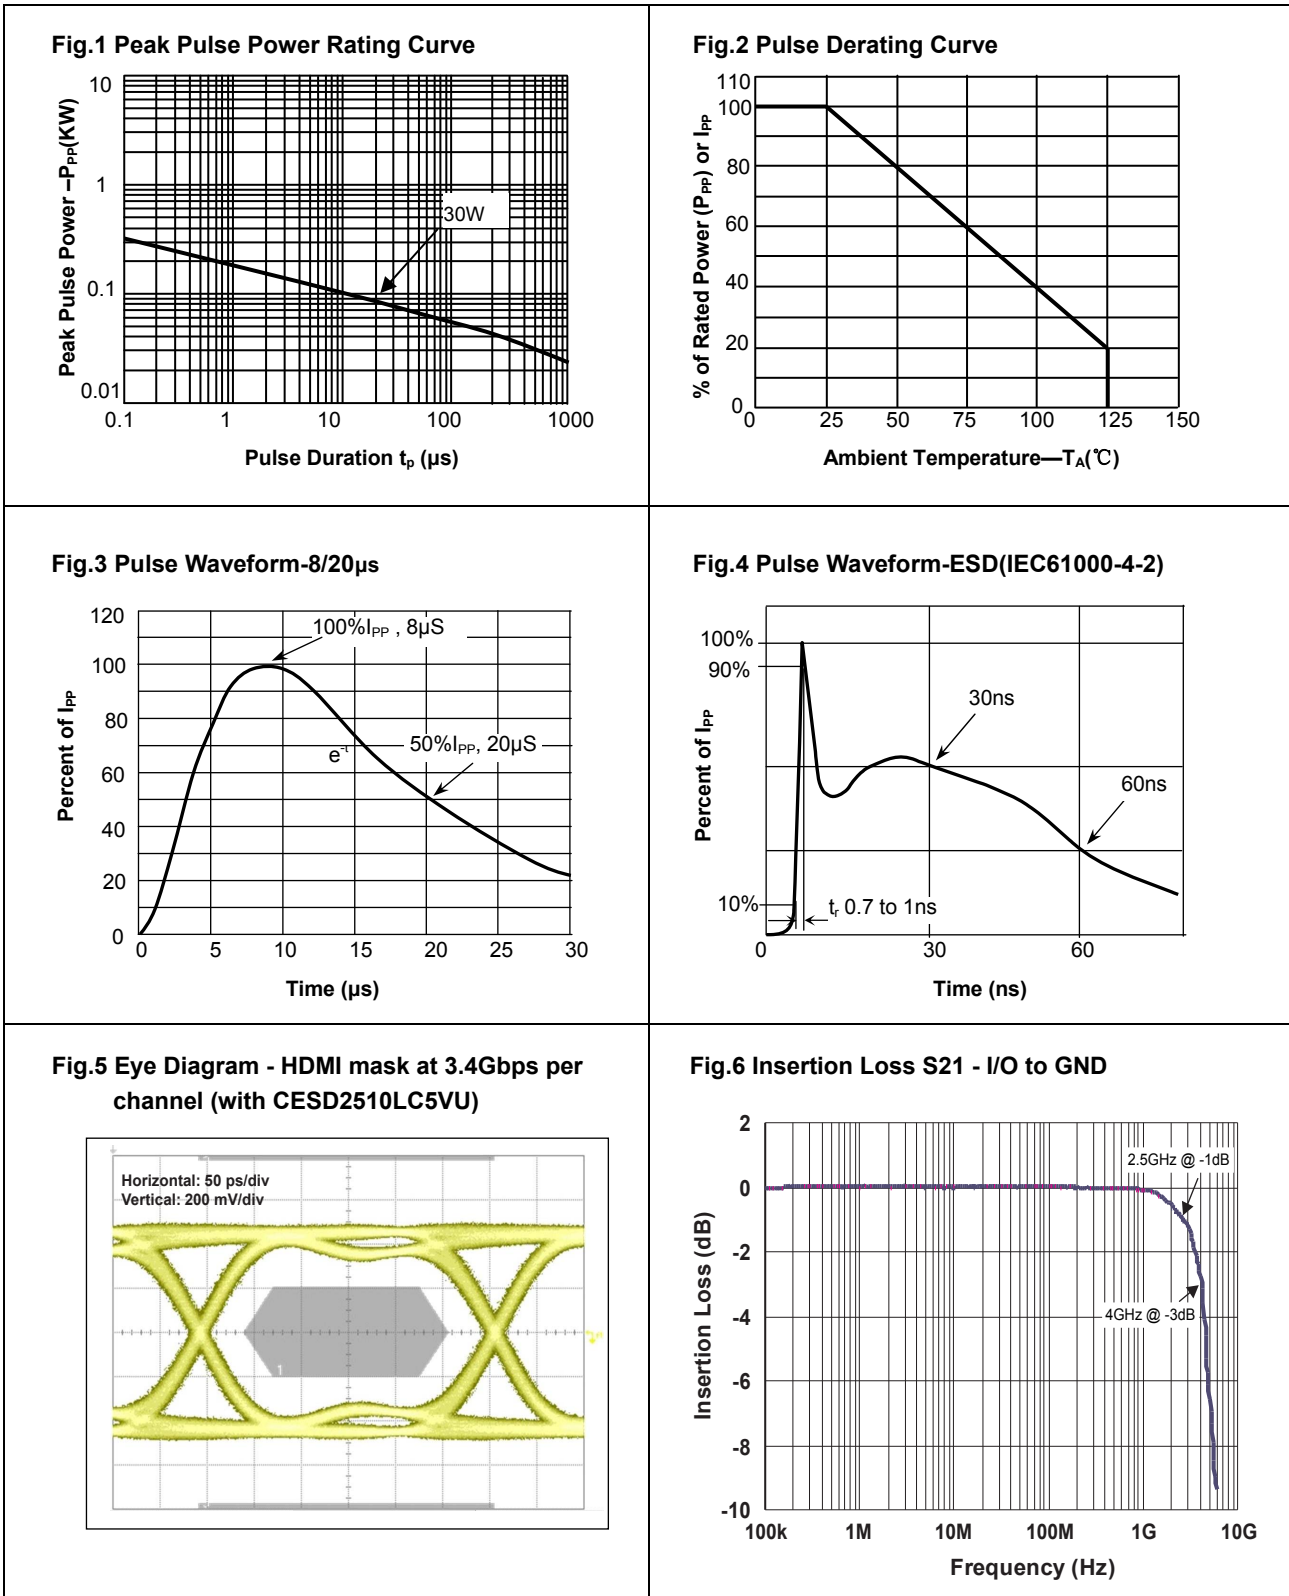 Fig.1 Peak Pulse Power Rating Curve
Peak Pulse Power –PPP(KW)
10
1
0.1
0.01
30W
0.1 1 10 100 1000
Pulse Duration tp (µs)
Fig.2 Pulse Derating Curve
% of Rated Power (PPP) or IPP
110
100
80
60
40
20
0
0 25 50 75 100 125 150
Ambient Temperature—TA(℃)
Fig.3 Pulse Waveform-8/20µs
Percent of IPP
120
100
80
60
40
20
0
100%IPP , 8µS
e-t
50%IPP, 20µS
0 5 10 15 20 25 30
Time (µs)
Fig.4 Pulse Waveform-ESD(IEC61000-4-2)
Percent of IPP
100%
90%
10%
30ns
60ns
tr 0.7 to 1ns
0 30 60
Time (ns)
Fig.5 Eye Diagram - HDMI mask at 3.4Gbps per
channel (with CESD2510LC5VU)
Horizontal: 50 ps/div
Vertical: 200 mV/div
1
Fig.6 Insertion Loss S21 - I/O to GND
Insertion Loss (dB)
2
0
-2
-4
-6
-8
-10
2.5GHz @ -1dB
4GHz @ -3dB
100k 1M 10M 100M 1G 10G
Frequency (Hz)